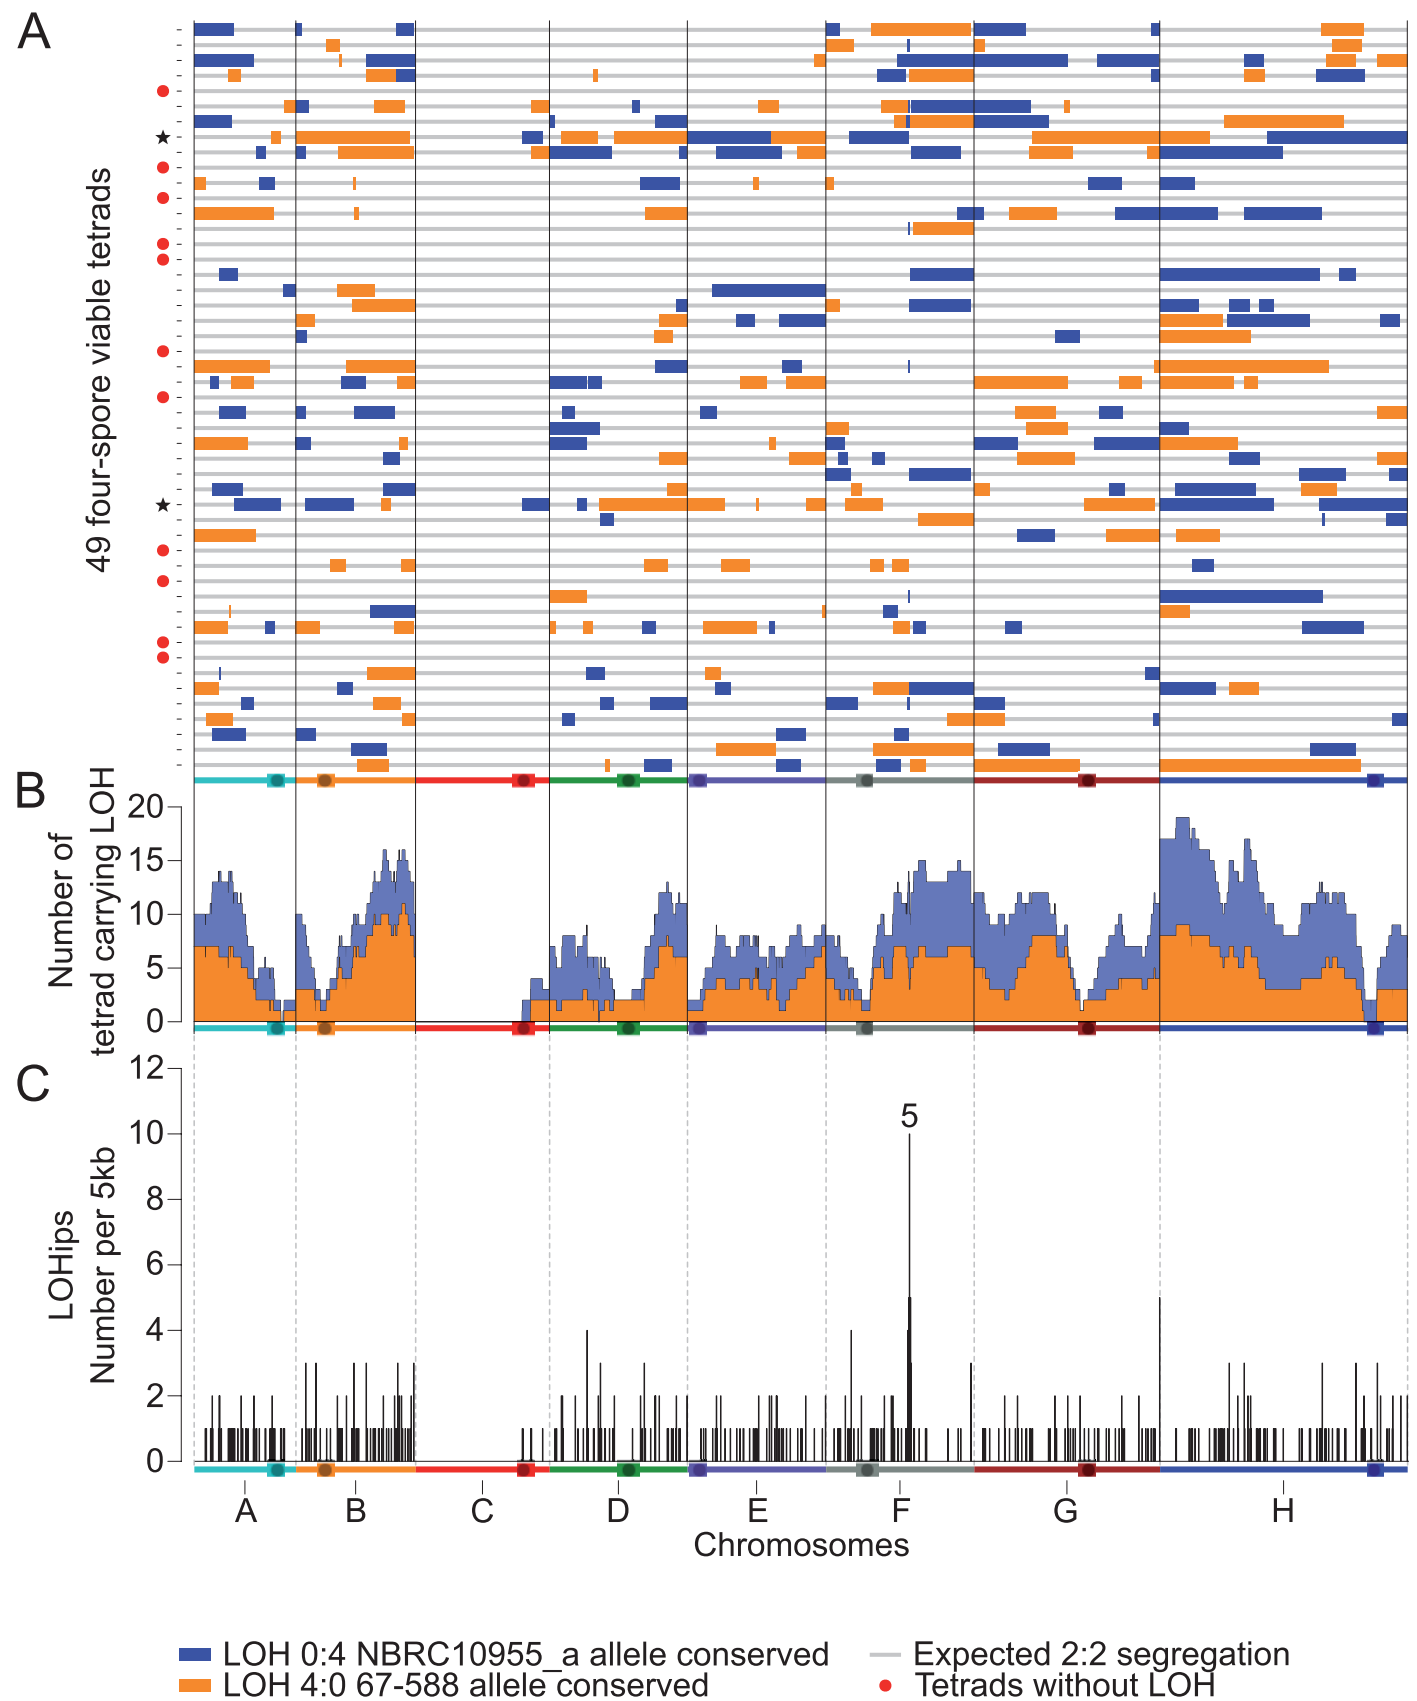 A
49 four-spore viable tetrads
B
Number of
tetrad carrying LOH
20
15
10
5
0
C
LOHips
Number per 5kb
12
10
8
6
4
2
0
5
A B C D E F G H
Chromosomes
LOH 0:4 NBRC10955_a allele conserved
Expected 2:2 segregation
LOH 4:0 67-588 allele conserved
Tetrads without LOH